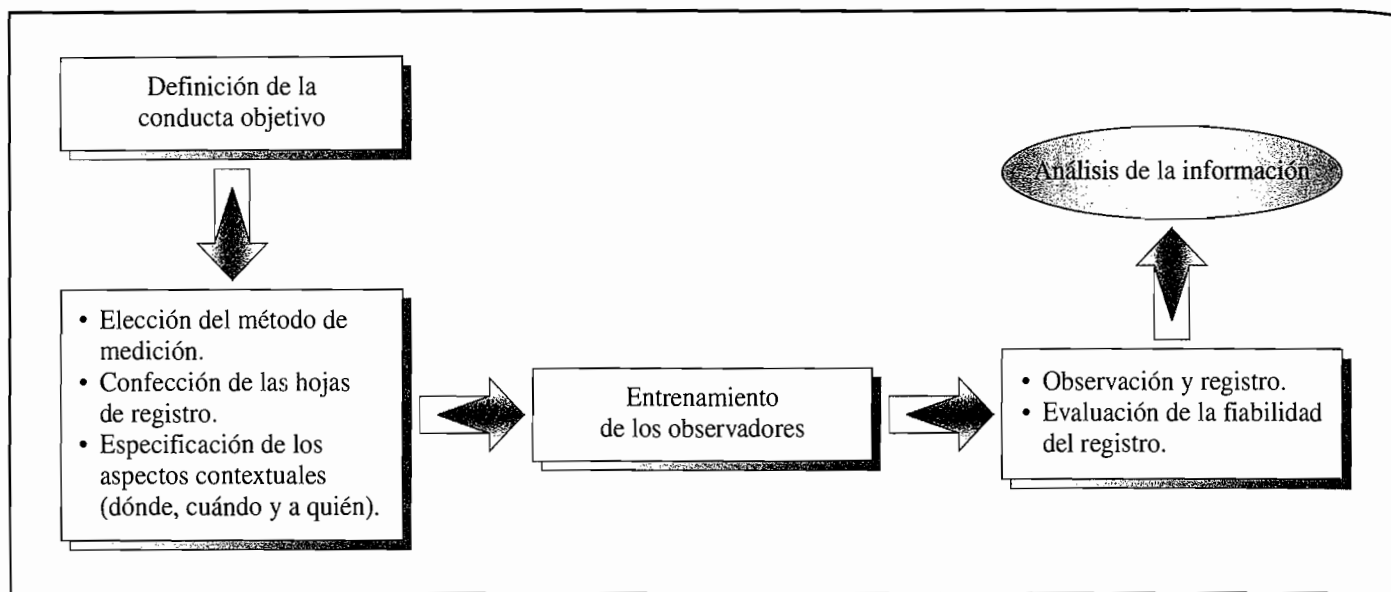 Definición de la
conducta objetivo
• Elección del método de
medición.
• Confección de las hojas
de registro.
• Especificación de los
aspectos contextuales
(dónde, cuándo y a quién).
Entrenamiento
de los observadores
• Observación y registro.
• Evaluación de la fiabilidad
del registro.
Análisis de la información